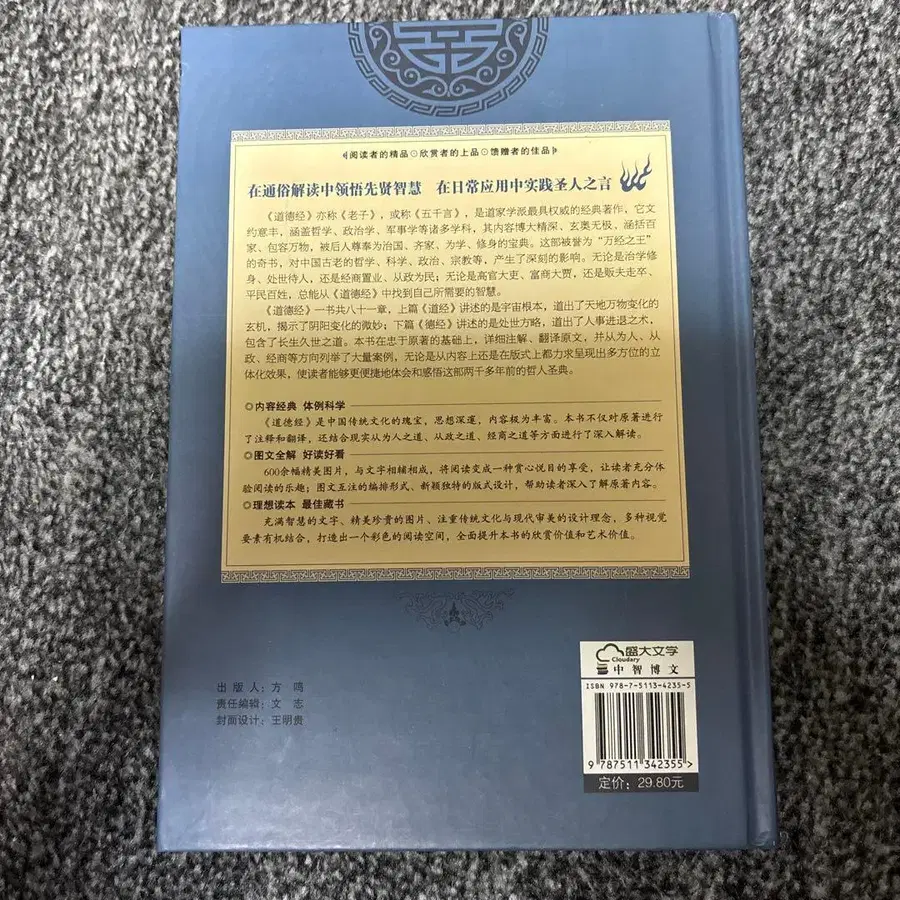 阅读者的精品⊙欣赏者的上品⊙馈赠者的佳品
在通俗解读中领悟先贤智慧 在日常应用中实践圣人之言
《道德经》亦称《老子》，或称《五千言》，是道家学派最具权威的经典著作，它文
约意丰，涵盖哲学、政治学、军事学等诸多学科，其内容博大精深、玄奥无极、涵括百
家、包容万物，被后人尊奉为治国、齐家、为学、修身的宝典。这部被誉为“万经之王”
的奇书，对中国古老的哲学、科学、政治、宗教等，产生了深刻的影响。无论是治学修
身、处世待人，还是经商置业、从政为民；无论是高官大吏、富商大贾，还是贩夫走卒、
平民百姓，总能从《道德经》中找到自己所需要的智慧。
《道德经》一书共八十一章，上篇《道经》讲述的是宇宙根本，道出了天地万物变化的
玄机，揭示了阴阳变化的微妙；下篇《德经》讲述的是处世方略，道出了人事进退之术，
包含了长生久世之道。本书在忠于原著的基础上，详细注解、翻译原文，并从为人、从
政、经商等方向列举了大量案例，无论是从内容上还是在版式上都力求呈现出多方位的立
体化效果，使读者能够更便捷地体会和感悟这部两千多年前的哲人圣典。
◎内容经典 体例科学
《道德经》是中国传统文化的瑰宝，思想深邃，内容极为丰富。本书不仅对原著进行
了注释和翻译，还结合现实从为人之道、从政之道、经商之道等方面进行了深入解读。
◎图文全解 好读好看
600余幅精美图片，与文字相辅相成，将阅读变成一种赏心悦目的享受，让读者充分体
验阅读的乐趣；图文互注的编排形式、新颖独特的版式设计，帮助读者深入了解原著内容。
◎理想读本 最佳藏书
充满智慧的文字、精美珍贵的图片、注重传统文化与现代审美的设计理念，多种视觉
要素有机结合，打造出一个彩色的阅读空间，全面提升本书的欣赏价值和艺术价值。
出版人：方 鸣
责任编辑：文 志
封面设计：王明贵
盛大文学
Cloudary
中智博文
ISBN 978-7-5113-4235-5
9 787511 342355 >
定价：29.80元